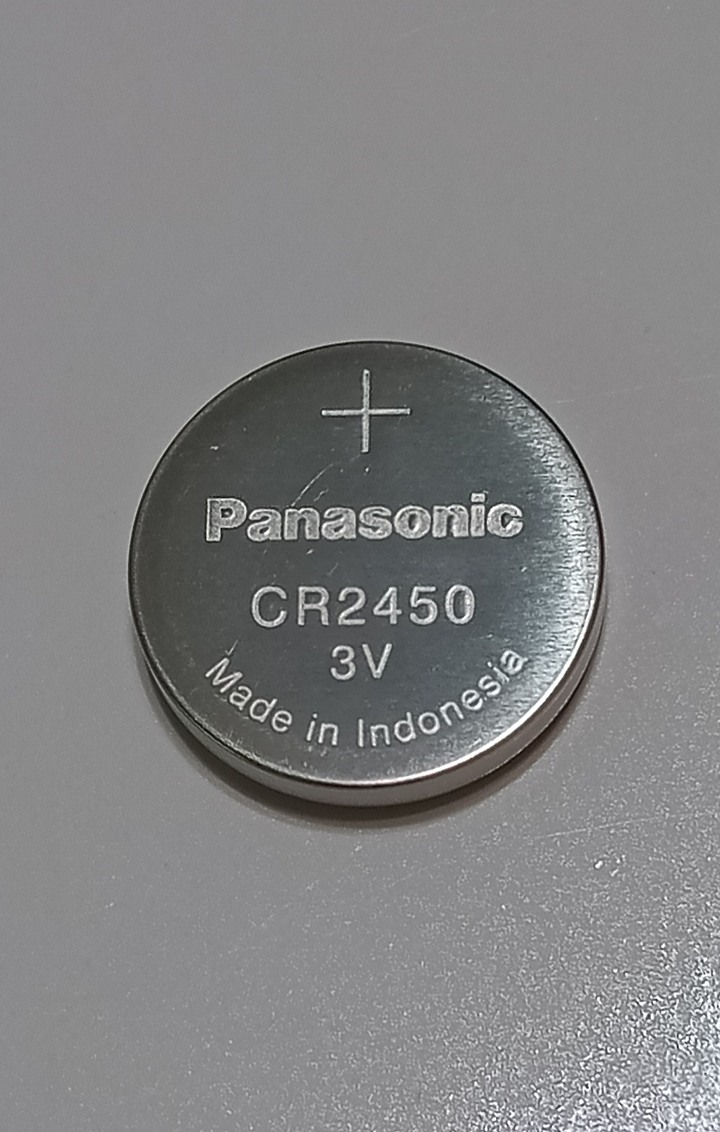 +
Panasonic
CR2450
3V
Made in Indonesia